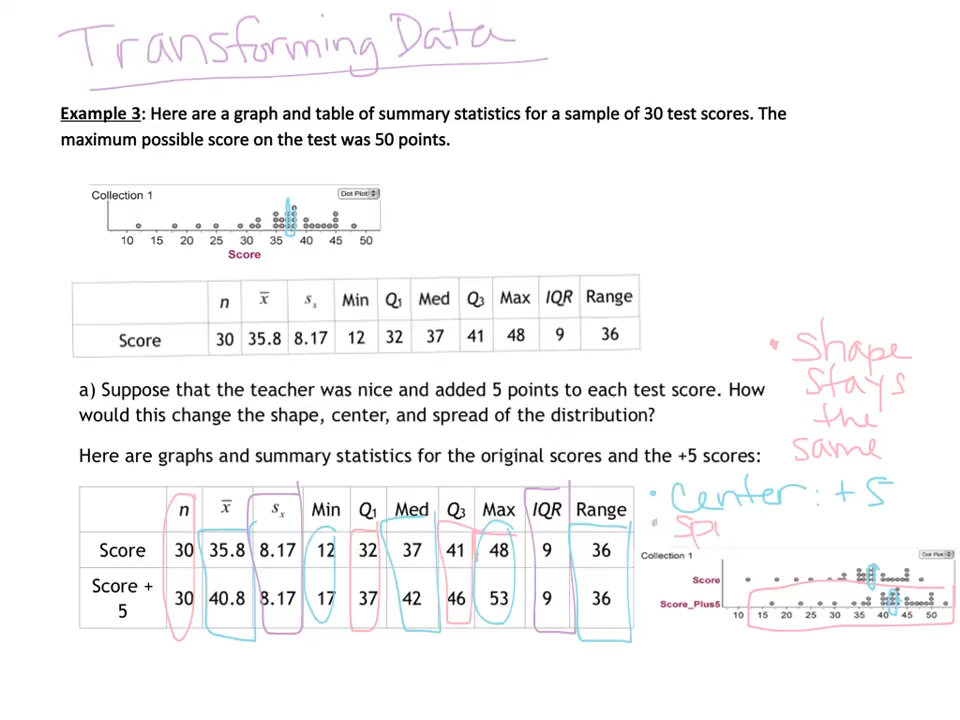 Transforming Data
Example 3: Here are a graph and table of summary statistics for a sample of 30 test scores. The
maximum possible score on the test was 50 points.
Collection 1 Dot Plot
10 15 20 25 30 35 40 45 50
Score
n x̄ sₓ Min Q₁ Med Q₃ Max IQR Range
Score 30 35.8 8.17 12 32 37 41 48 9 36
a) Suppose that the teacher was nice and added 5 points to each test score. How
would this change the shape, center, and spread of the distribution?
Here are graphs and summary statistics for the original scores and the +5 scores:
n x̄ sₓ Min Q₁ Med Q₃ Max IQR Range
Score 30 35.8 8.17 12 32 37 41 48 9 36
Score +
5 30 40.8 8.17 17 37 42 46 53 9 36
• Shape
stays
the
same
• Center: +5
• Spr
Collection 1 Dot Plot
Score
Score_Plus5
10 15 20 25 30 35 40 45 50